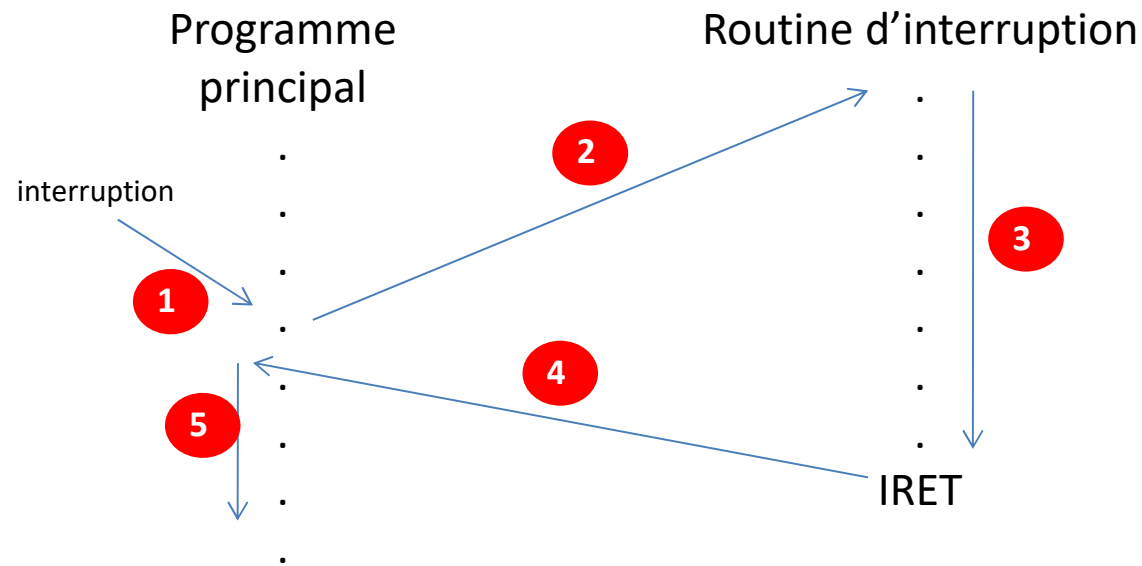 Programme
principal
Routine d’interruption
interruption
2
3
1
4
5
IRET